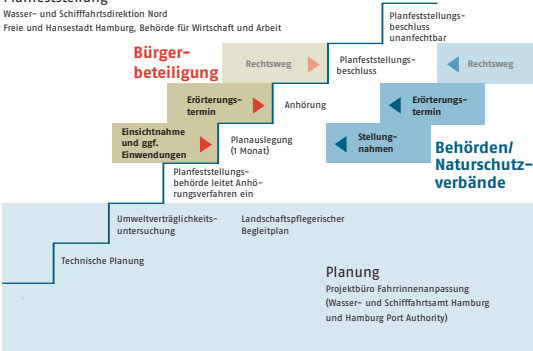 Planfeststellung
Wasser- und Schifffahrtsdirektion Nord
Freie und Hansestadt Hamburg, Behörde für Wirtschaft und Arbeit
Planfeststellungs-
beschluss
unanfechtbar
Bürger-
beteiligung
Rechtsweg
Planfeststellungs-
beschluss
Rechtsweg
Erörterungs-
termin
Anhörung
Erörterungs-
termin
Einsichtnahme
und ggf.
Einwendungen
Planauslegung
(1 Monat)
Stellung-
nahmen
Behörden/
Naturschutz-
verbände
Planfeststellungs-
behörde leitet Anhö-
rungsverfahren ein
Umweltverträglichkeits-
untersuchung
Landschaftspflegerischer
Begleitplan
Technische Planung
Planung
Projektbüro Fahrrinnenanpassung
(Wasser- und Schifffahrtsamt Hamburg
und Hamburg Port Authority)